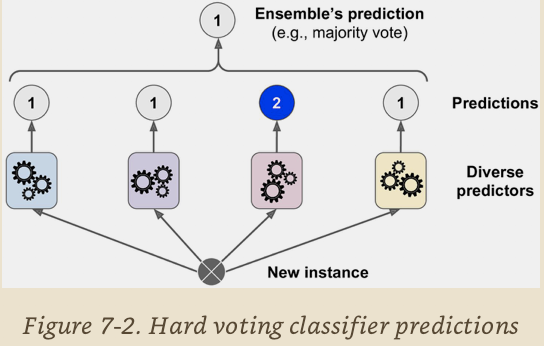 1
Ensemble's prediction
(e.g., majority vote)
1
1
2
1
Predictions
Diverse
predictors
New instance
Figure 7-2. Hard voting classifier predictions